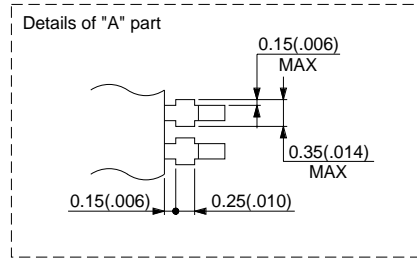 Details of "A" part
0.15(.006)
MAX
0.35(.014)
MAX
0.15(.006)
0.25(.010)